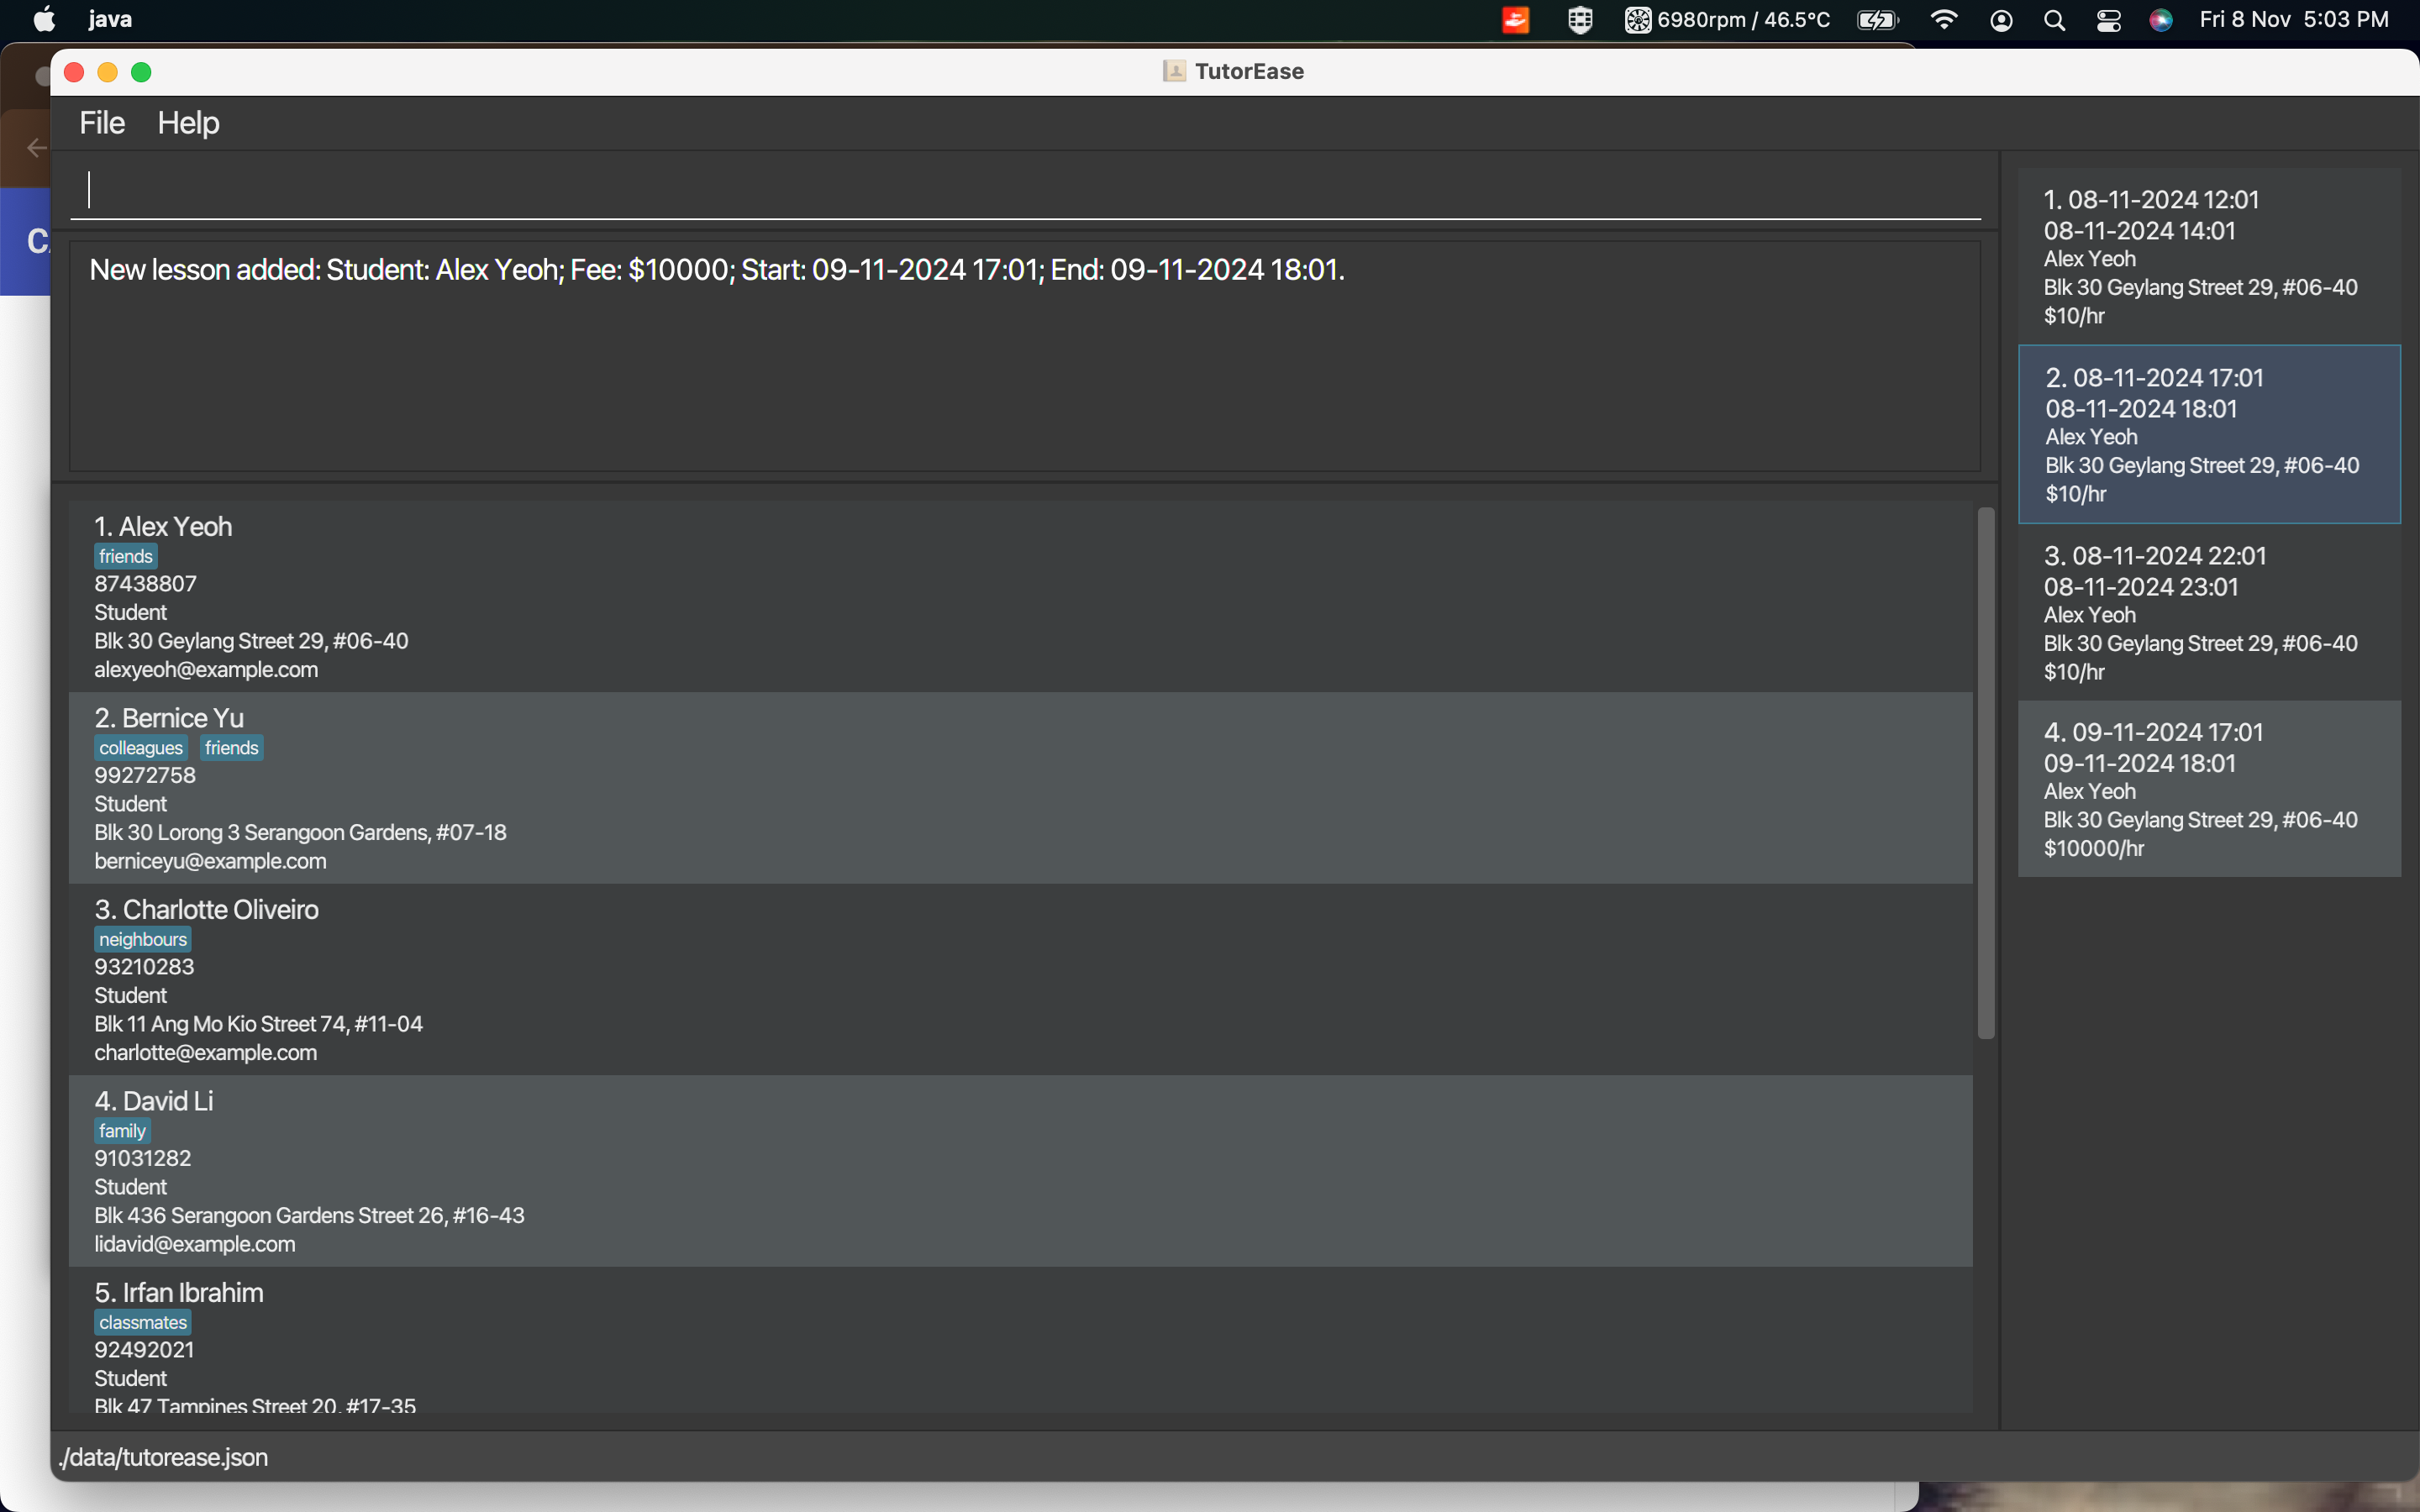 java
6980rpm / 46.5°C
Fri 8 Nov 5:03 PM
TutorEase
File Help
New lesson added: Student: Alex Yeoh; Fee: $10000; Start: 09-11-2024 17:01; End: 09-11-2024 18:01.
1. Alex Yeoh
friends
87438807
Student
Blk 30 Geylang Street 29, #06-40
alexyeoh@example.com
2. Bernice Yu
colleagues friends
99272758
Student
Blk 30 Lorong 3 Serangoon Gardens, #07-18
berniceyu@example.com
3. Charlotte Oliveiro
neighbours
93210283
Student
Blk 11 Ang Mo Kio Street 74, #11-04
charlotte@example.com
4. David Li
family
91031282
Student
Blk 436 Serangoon Gardens Street 26, #16-43
lidavid@example.com
5. Irfan Ibrahim
classmates
92492021
Student
Blk 47 Tampines Street 20, #17-35
1. 08-11-2024 12:01
08-11-2024 14:01
Alex Yeoh
Blk 30 Geylang Street 29, #06-40
$10/hr
2. 08-11-2024 17:01
08-11-2024 18:01
Alex Yeoh
Blk 30 Geylang Street 29, #06-40
$10/hr
3. 08-11-2024 22:01
08-11-2024 23:01
Alex Yeoh
Blk 30 Geylang Street 29, #06-40
$10/hr
4. 09-11-2024 17:01
09-11-2024 18:01
Alex Yeoh
Blk 30 Geylang Street 29, #06-40
$10000/hr
./data/tutorease.json